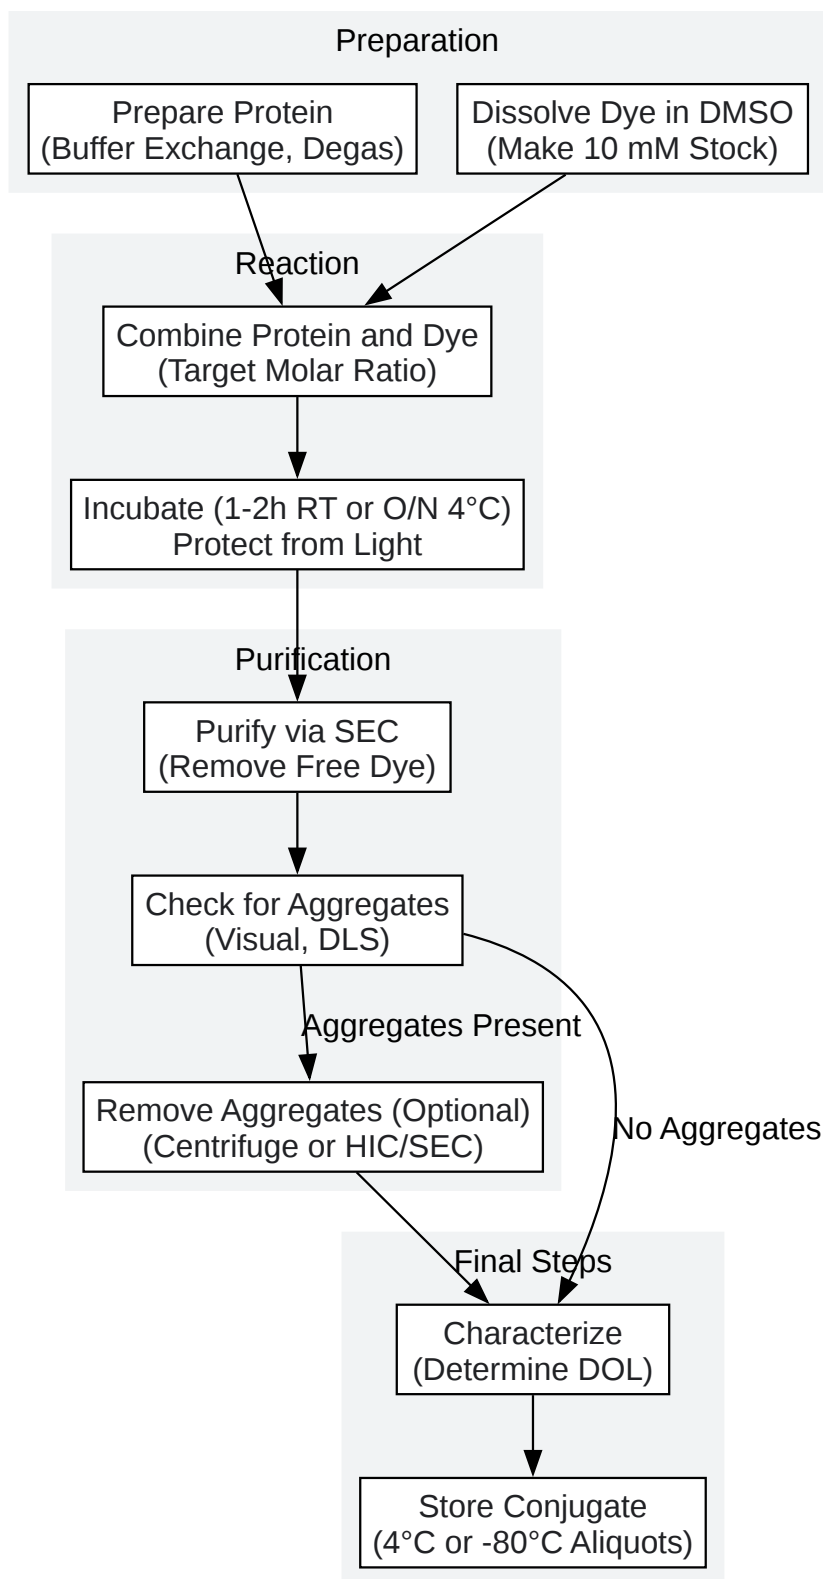 Preparation
Prepare Protein
(Buffer Exchange, Degas)
Dissolve Dye in DMSO
(Make 10 mM Stock)
Reaction
Combine Protein and Dye
(Target Molar Ratio)
Incubate (1-2h RT or O/N 4°C)
Protect from Light
Purification
Purify via SEC
(Remove Free Dye)
Check for Aggregates
(Visual, DLS)
Aggregates Present
Remove Aggregates (Optional)
(Centrifuge or HIC/SEC)
No Aggregates
Final Steps
Characterize
(Determine DOL)
Store Conjugate
(4°C or -80°C Aliquots)